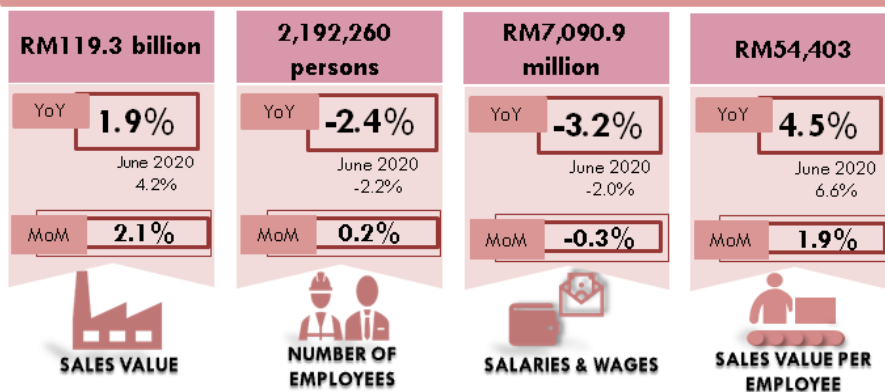 RM119.3 billion
YoY
1.9%
June 2020
4.2%
MoM
2.1%
SALES VALUE
2,192,260
persons
YoY
-2.4%
June 2020
-2.2%
MoM
0.2%
NUMBER OF
EMPLOYEES
RM7,090.9
million
YoY
-3.2%
June 2020
-2.0%
MoM
-0.3%
SALARIES & WAGES
RM54,403
YoY
4.5%
June 2020
6.6%
MoM
1.9%
SALES VALUE PER
EMPLOYEE